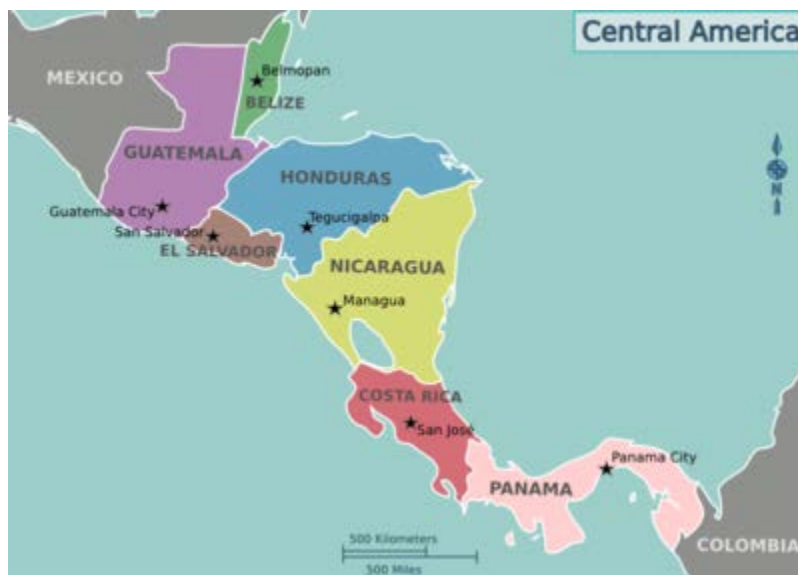 Central America
MEXICO
Belmopan
BELIZE
GUATEMALA
HONDURAS
N
Guatemala City
San Salvador
Tegucigalpa
EL SALVADOR
NICARAGUA
Managua
COSTA RICA
San José
Panama City
PANAMA
COLOMBIA
500 Kilometers
500 Miles